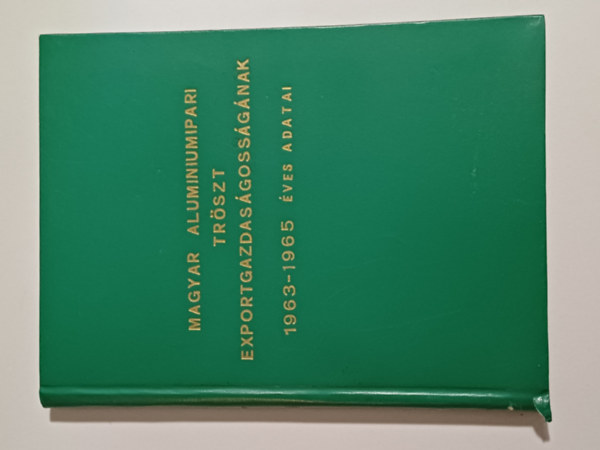 MAGYAR ALUMINIUMIPARI
TRÖSZT
EXPORTGAZDASÁGOSSÁGÁNAK
1963-1965 ÉVES ADATAI